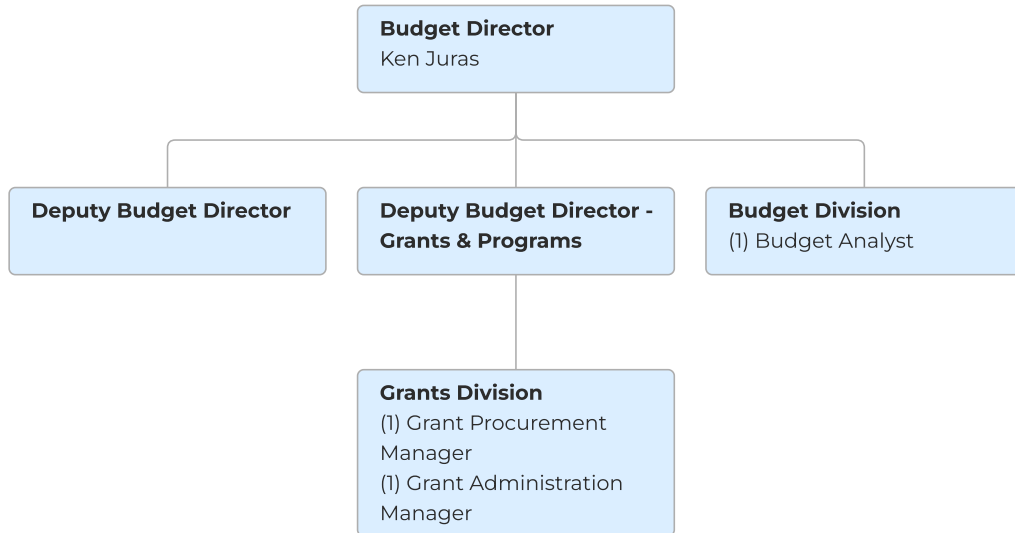 Budget Director
Ken Juras
Deputy Budget Director
Deputy Budget Director -
Grants & Programs
Budget Division
(1) Budget Analyst
Grants Division
(1) Grant Procurement
Manager
(1) Grant Administration
Manager